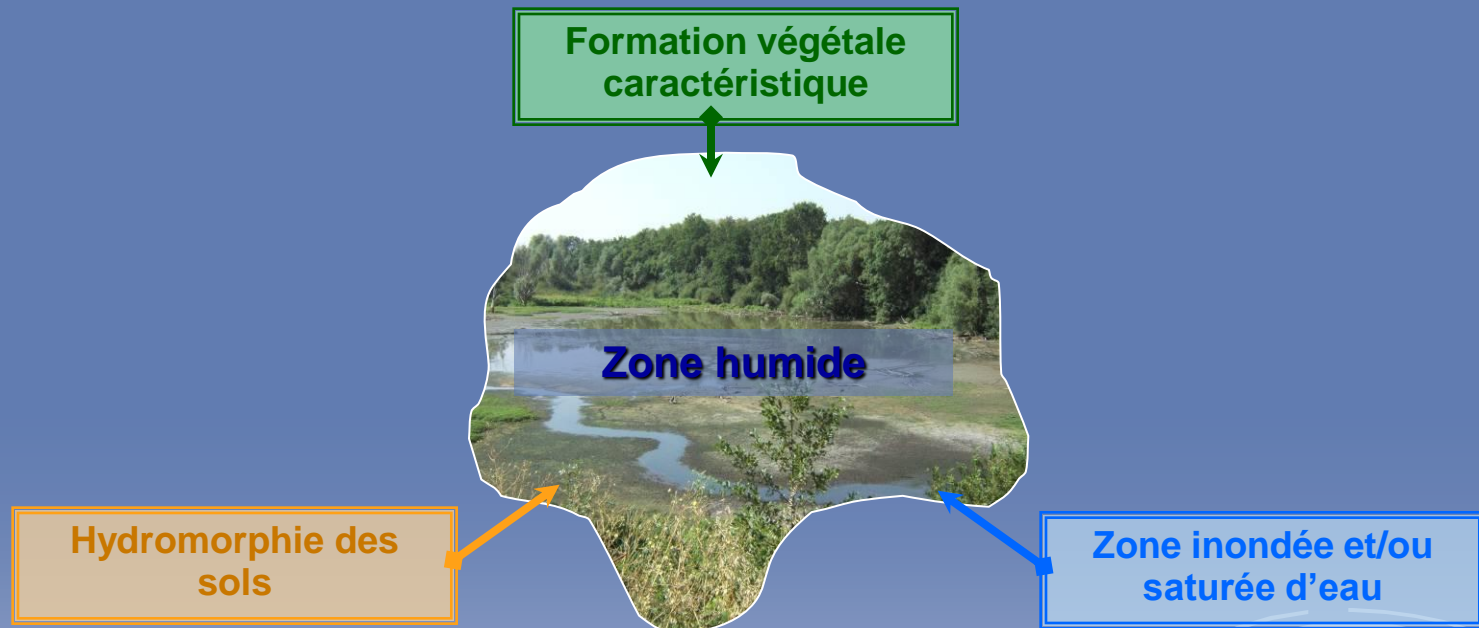 Formation végétale
caractéristique
Zone humide
Hydromorphie des
sols
Zone inondée et/ou
saturée d’eau